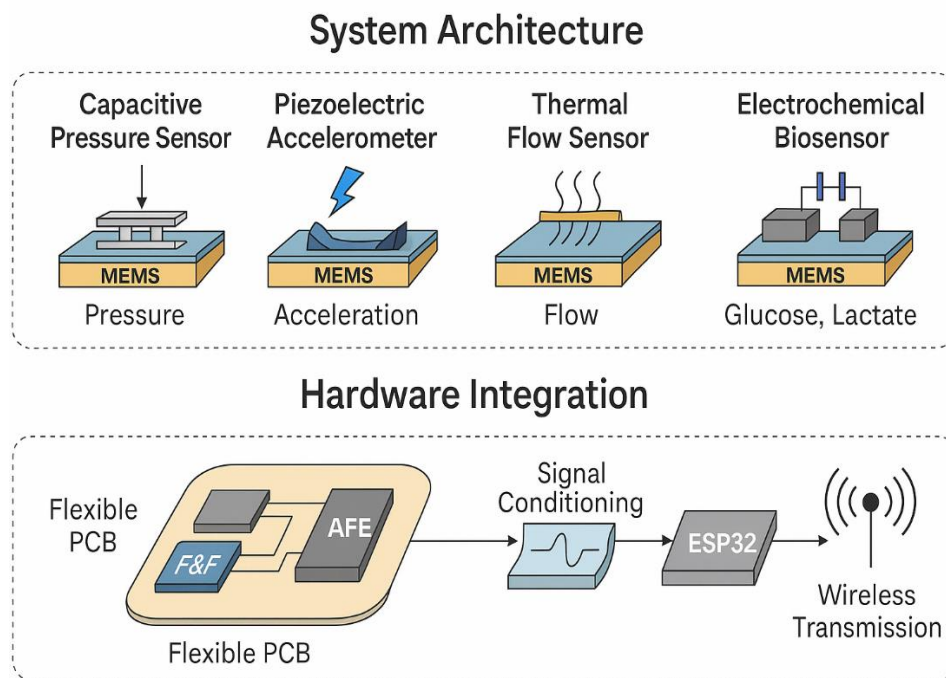 System Architecture
Capacitive
Pressure Sensor
MEMS
Pressure
Piezoelectric
Accelerometer
MEMS
Acceleration
Thermal
Flow Sensor
MEMS
Flow
Electrochemical
Biosensor
MEMS
Glucose, Lactate
Hardware Integration
Flexible
PCB
F&F
AFE
Flexible PCB
Signal
Conditioning
ESP32
Wireless
Transmission